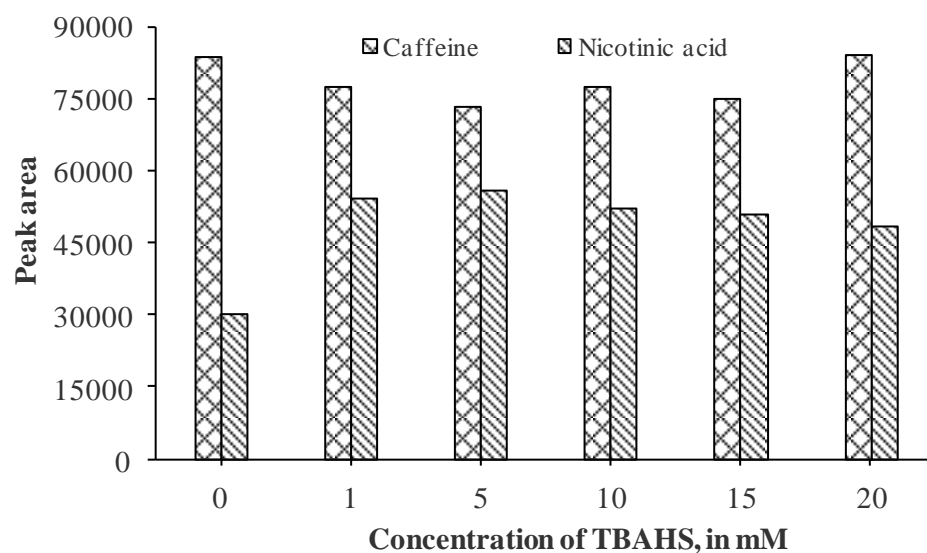 90000
75000
60000
45000
30000
15000
0
Peak area
Caffeine
Nicotinic acid
0 1 5 10 15 20
Concentration of TBAHS, in mM